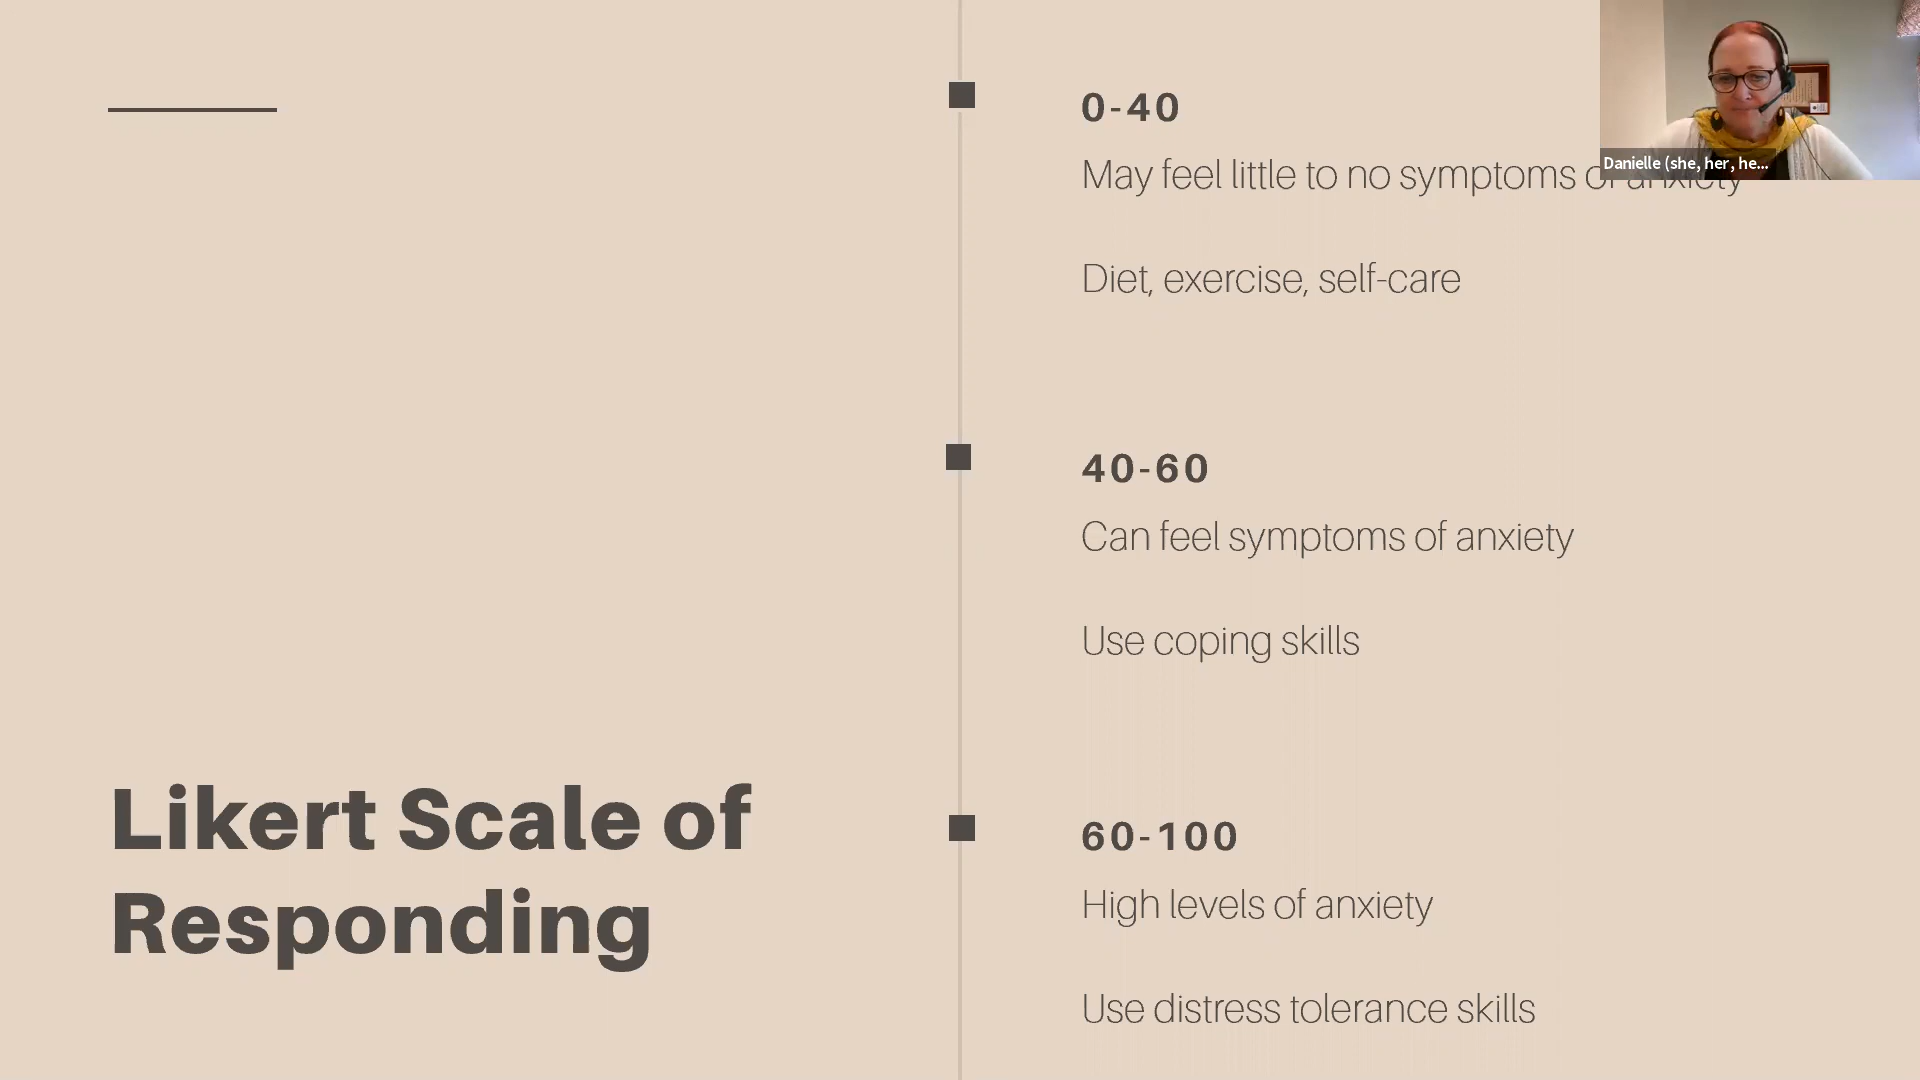 Likert Scale of
Responding
0-40
May feel little to no symptoms of anxiety
Diet, exercise, self-care
40-60
Can feel symptoms of anxiety
Use coping skills
60-100
High levels of anxiety
Use distress tolerance skills
Danielle (she, her, he...